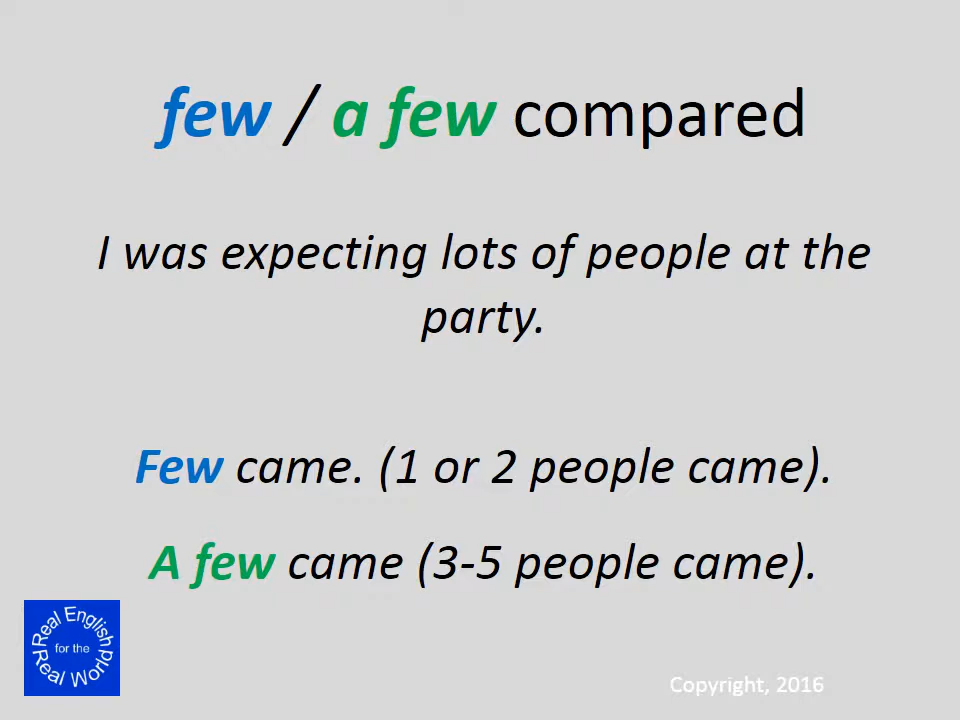 few / a few compared
I was expecting lots of people at the
party.
Few came. (1 or 2 people came).
A few came (3-5 people came).
Real English
for the
Real World
Copyright, 2016